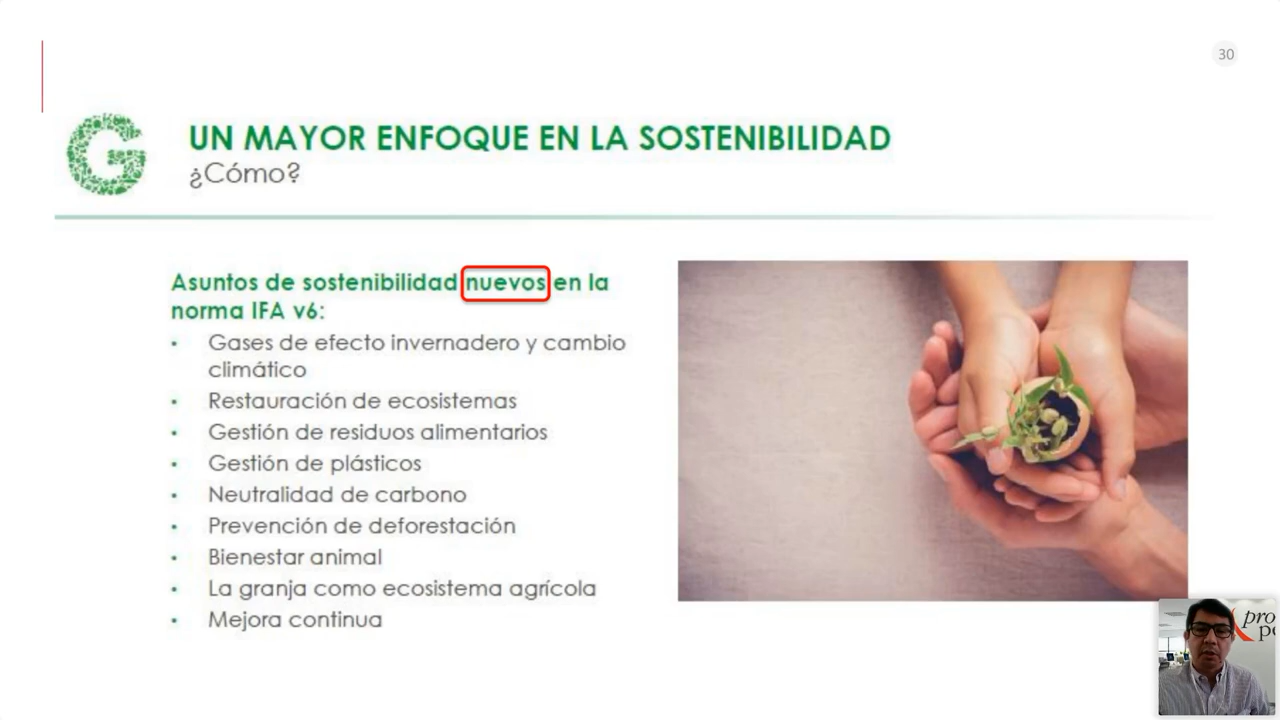 30
UN MAYOR ENFOQUE EN LA SOSTENIBILIDAD
¿Cómo?
Asuntos de sostenibilidad nuevos en la
norma IFA v6:
• Gases de efecto invernadero y cambio
climático
• Restauración de ecosistemas
• Gestión de residuos alimentarios
• Gestión de plásticos
• Neutralidad de carbono
• Prevención de deforestación
• Bienestar animal
• La granja como ecosistema agrícola
• Mejora continua